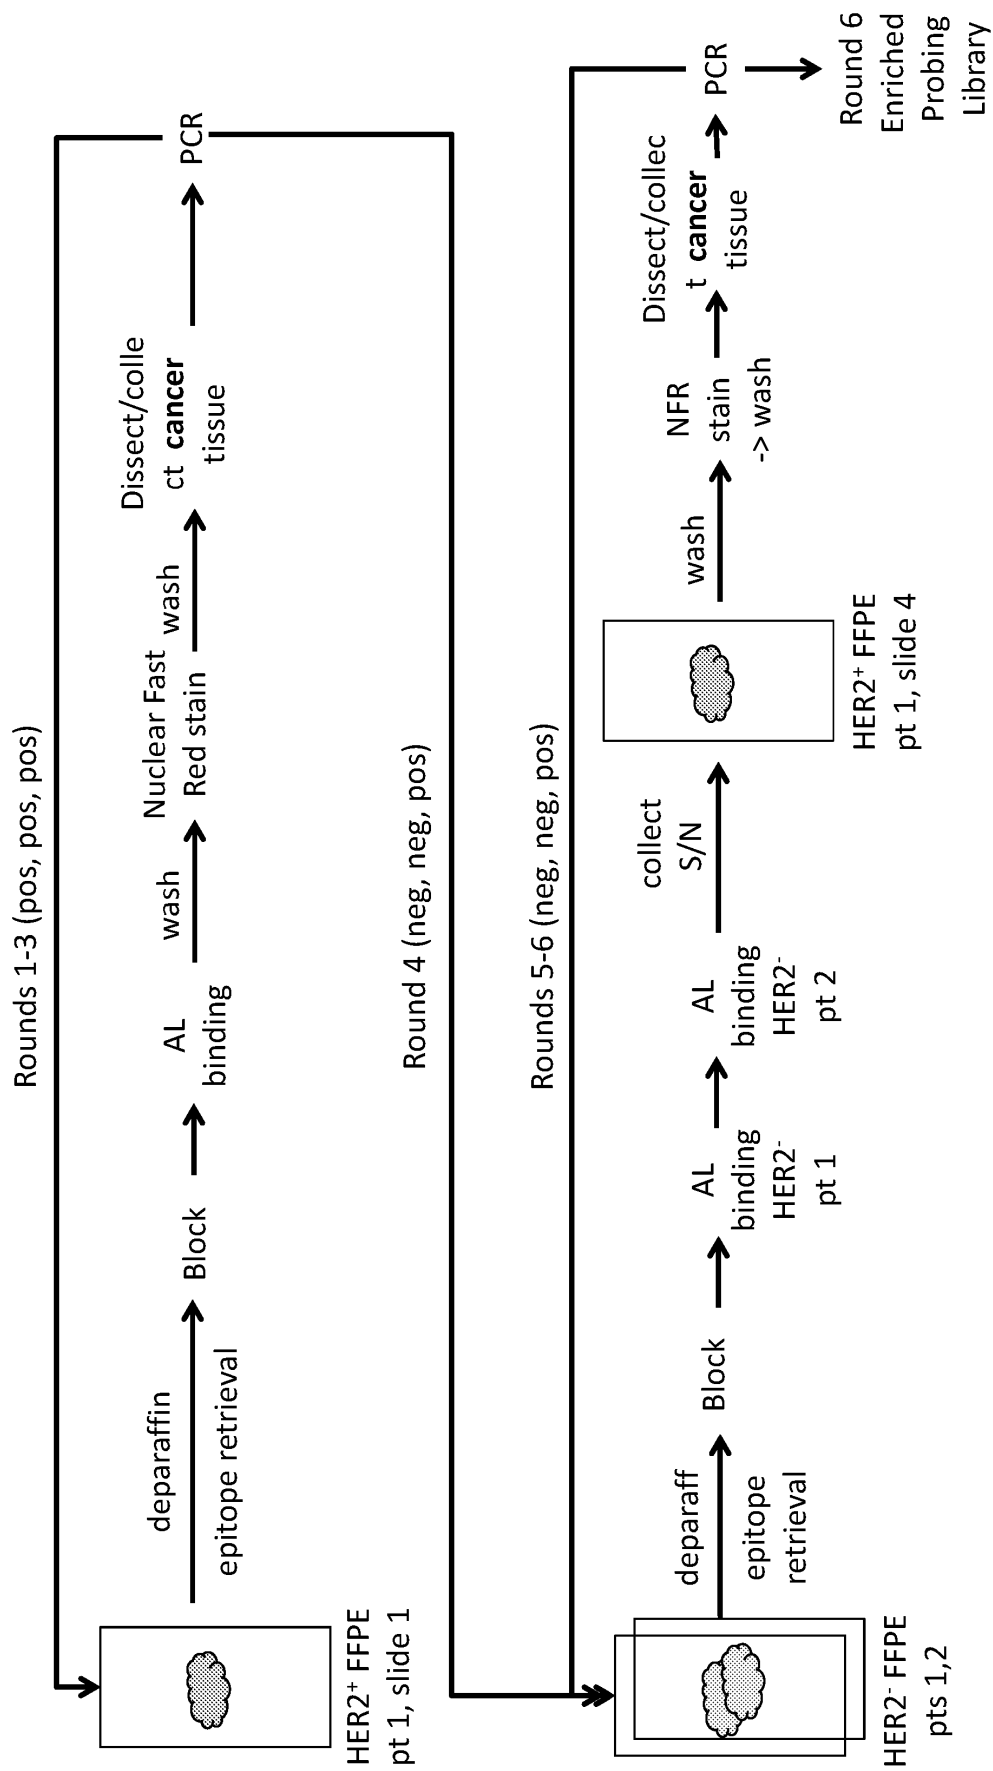 Rounds 1-3 (pos, pos, pos)
HER2⁺ FFPE
pt 1, slide 1
deparaffin
epitope retrieval
Block
AL
binding
wash
Nuclear Fast
Red stain
wash
Dissect/colle
ct cancer
tissue
PCR
Round 4 (neg, neg, pos)
Rounds 5-6 (neg, neg, pos)
HER2⁻ FFPE
pts 1,2
deparaff
epitope
retrieval
Block
AL
binding
HER2⁻
pt 1
AL
binding
HER2⁻
pt 2
collect
S/N
HER2⁺ FFPE
pt 1, slide 4
wash
NFR
stain
-> wash
Dissect/collec
t cancer
tissue
PCR
Round 6
Enriched
Probing
Library